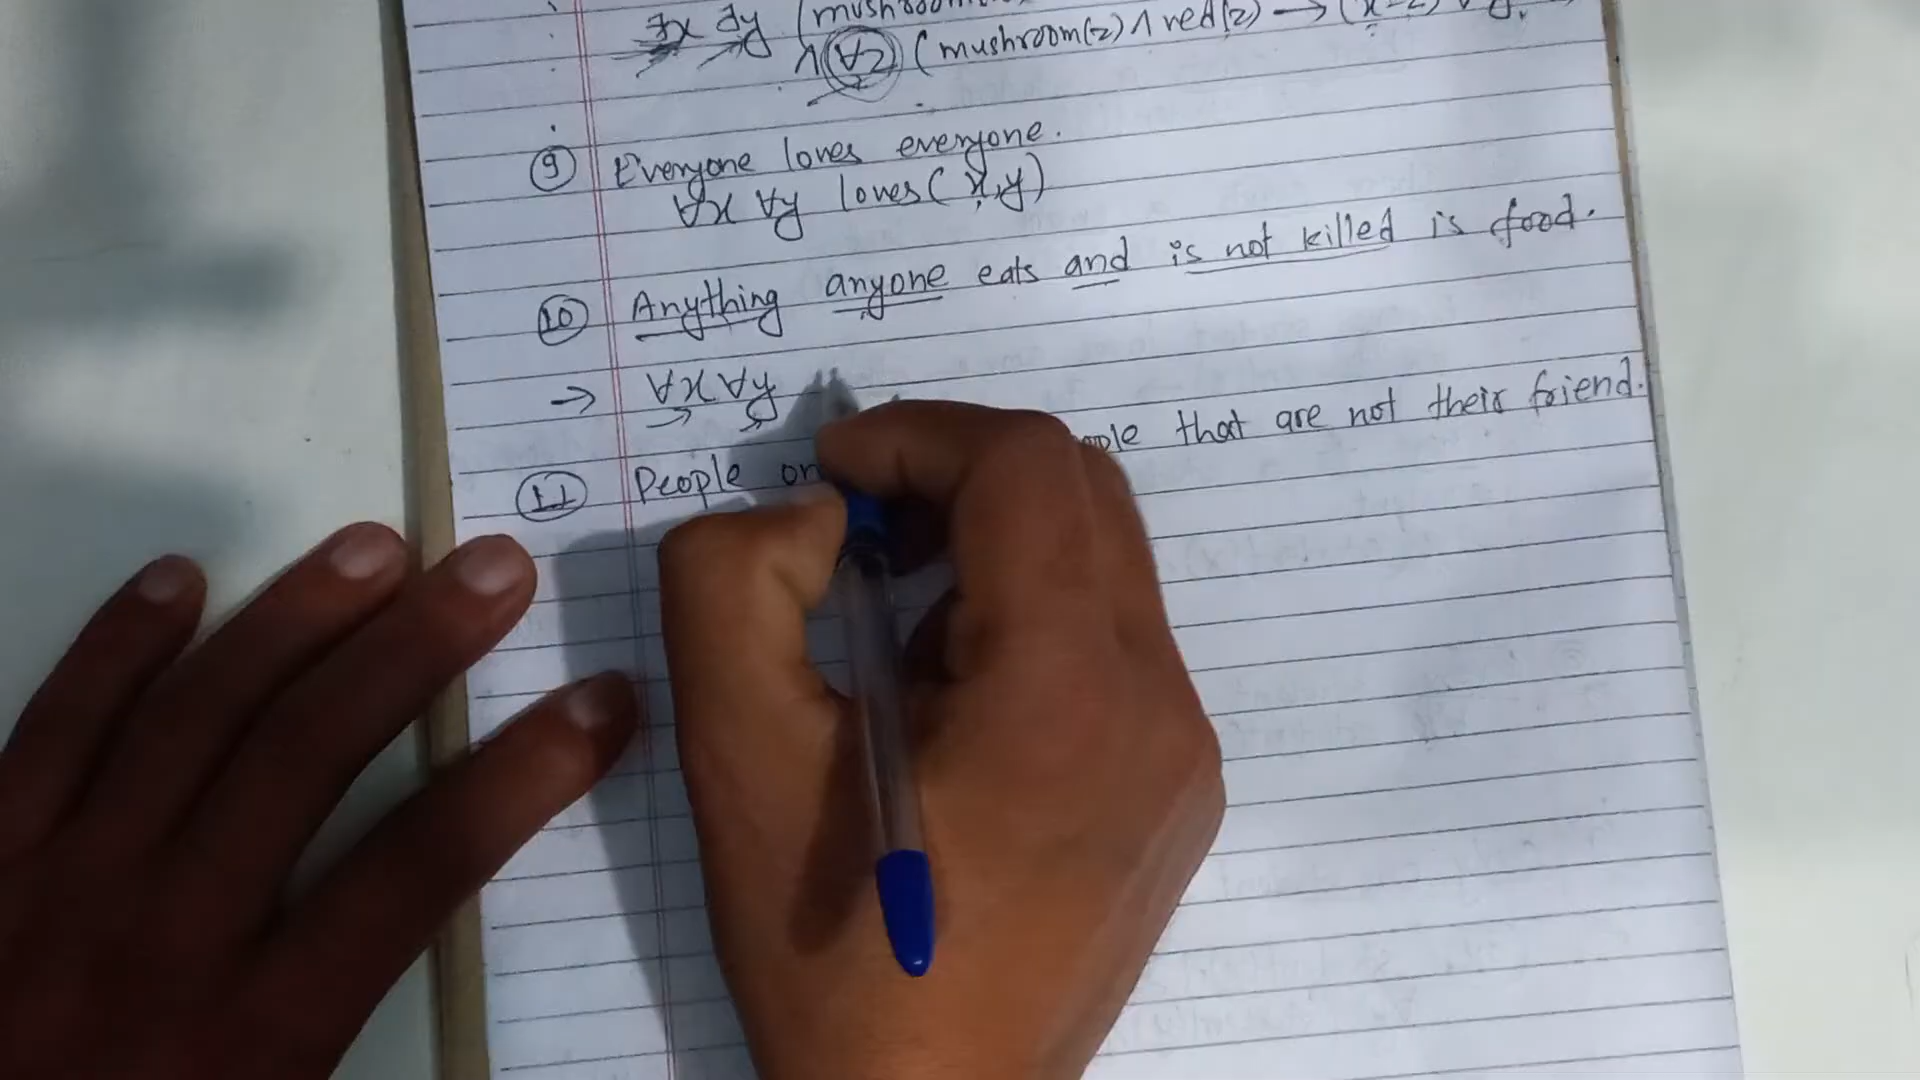 ∃x ∃y (mushroom
∧ (∀z) (mushroom(z) ∧ red(z) → (x=z) ∨
(9) Everyone loves everyone.
∀x ∀y loves(x,y)
(10) Anything anyone eats and is not killed is food.
→ ∀x ∀y
(11) People that are not their friend.